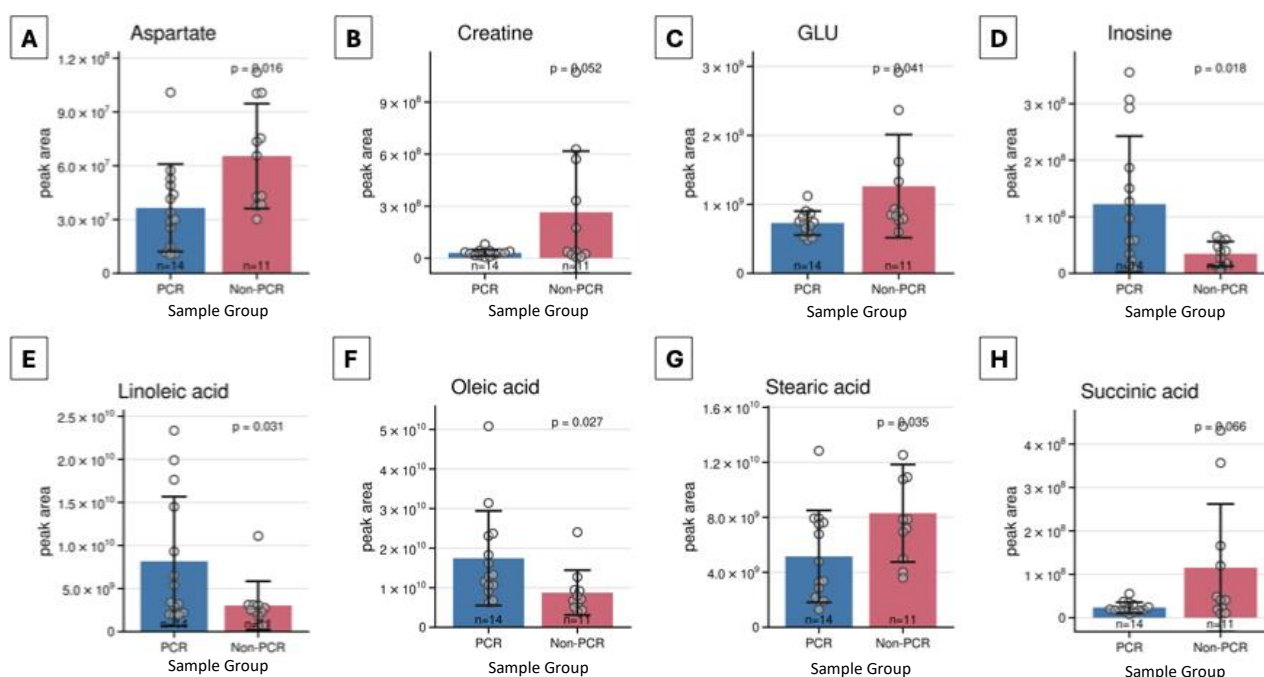 A
Aspartate
peak area
1.2 × 10⁸
9.0 × 10⁷
6.0 × 10⁷
3.0 × 10⁷
0
p = 0.016
n=14
n=11
PCR
Non-PCR
Sample Group
B
Creatine
peak area
9 × 10⁸
6 × 10⁸
3 × 10⁸
0
p = 0.052
n=14
n=11
PCR
Non-PCR
Sample Group
C
GLU
peak area
3 × 10⁹
2 × 10⁹
1 × 10⁹
0
p = 0.041
n=14
n=11
PCR
Non-PCR
Sample Group
D
Inosine
peak area
3 × 10⁸
2 × 10⁸
1 × 10⁸
0
p = 0.018
n=14
PCR
Non-PCR
Sample Group
E
Linoleic acid
peak area
2.5 × 10¹⁰
2.0 × 10¹⁰
1.5 × 10¹⁰
1.0 × 10¹⁰
5.0 × 10⁹
0
p = 0.031
PCR
Non-PCR
Sample Group
F
Oleic acid
peak area
5 × 10¹⁰
4 × 10¹⁰
3 × 10¹⁰
2 × 10¹⁰
1 × 10¹⁰
0
p = 0.027
n=14
n=11
PCR
Non-PCR
Sample Group
G
Stearic acid
peak area
1.6 × 10¹⁰
1.2 × 10¹⁰
8.0 × 10⁹
4.0 × 10⁹
0
p = 0.035
n=14
n=11
PCR
Non-PCR
Sample Group
H
Succinic acid
peak area
4 × 10⁸
3 × 10⁸
2 × 10⁸
1 × 10⁸
0
p = 0.066
n=14
n=11
PCR
Non-PCR
Sample Group